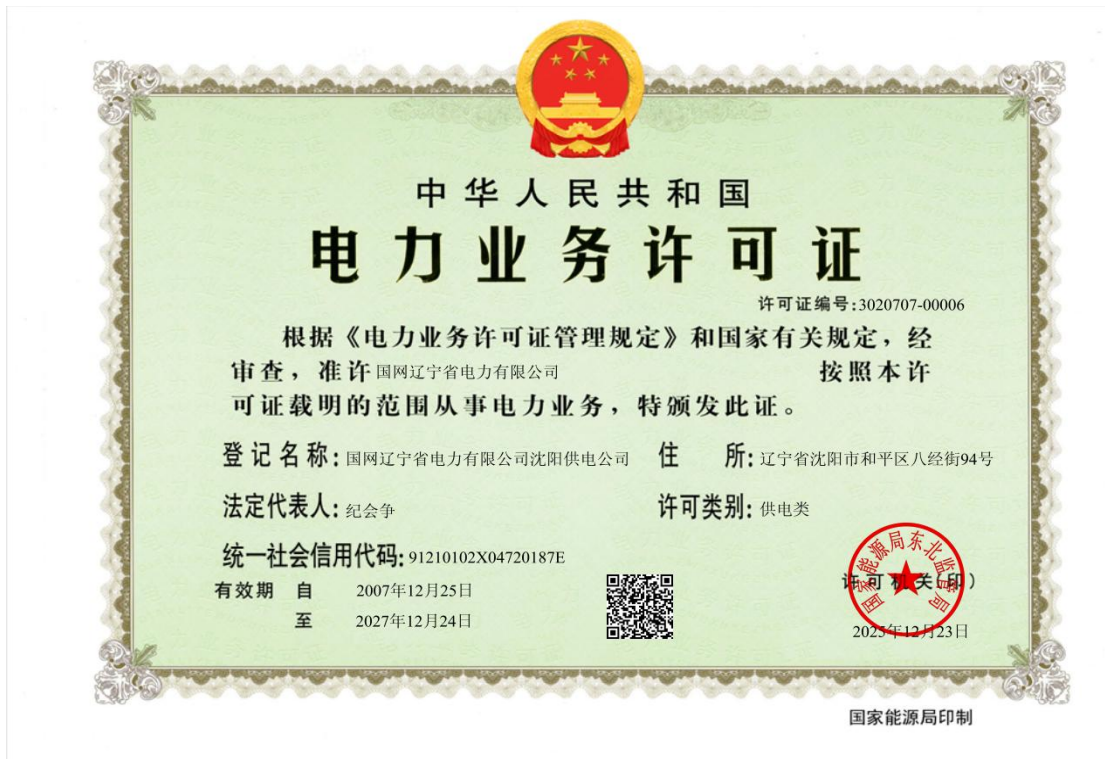 中华人民共和国
电力业务许可证
许可证编号:3020707-00006
根据《电力业务许可证管理规定》和国家有关规定，经
审查，准许 国网辽宁省电力有限公司 按照本许
可证载明的范围从事电力业务，特颁发此证。
登记名称: 国网辽宁省电力有限公司沈阳供电公司 住 所: 辽宁省沈阳市和平区八经街94号
法定代表人: 纪会争 许可类别: 供电类
统一社会信用代码: 91210102X04720187E
有效期 自 2007年12月25日
至 2027年12月24日
国家能源局东北监管局
许可机关(印)
2025年12月23日
国家能源局印制